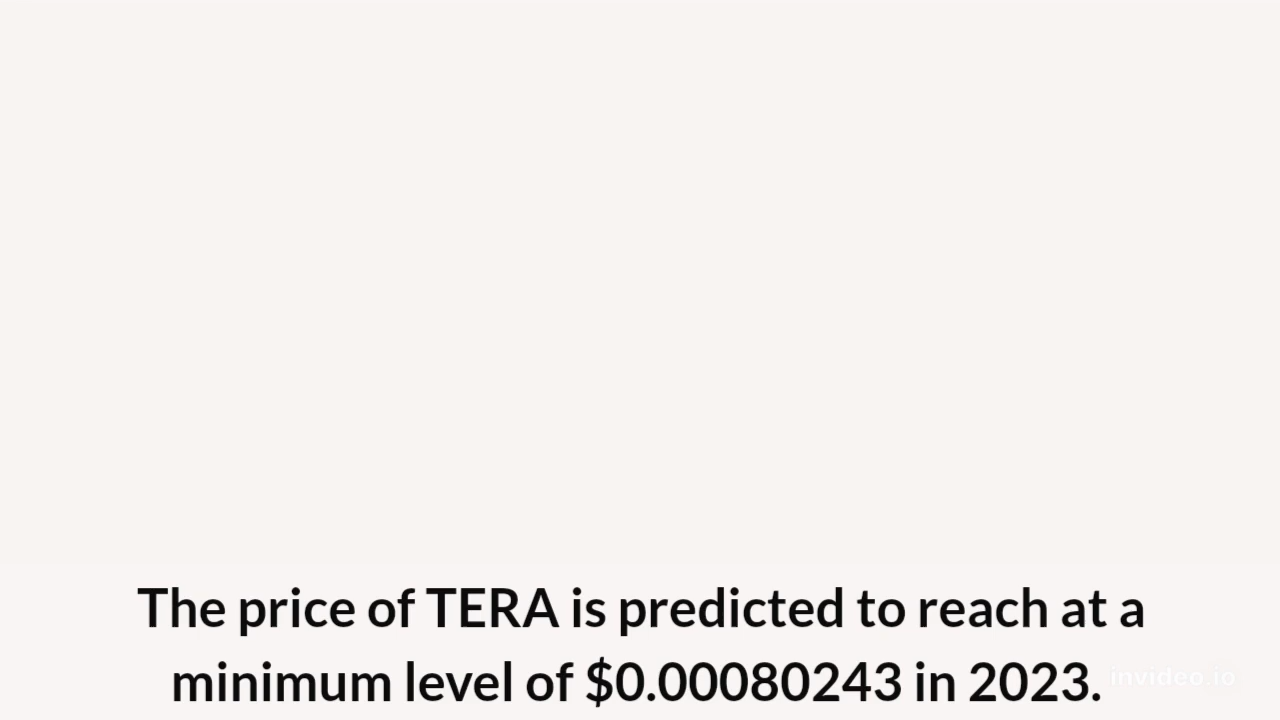 The price of TERA is predicted to reach at a
minimum level of $0.00080243 in 2023.
invideo.io